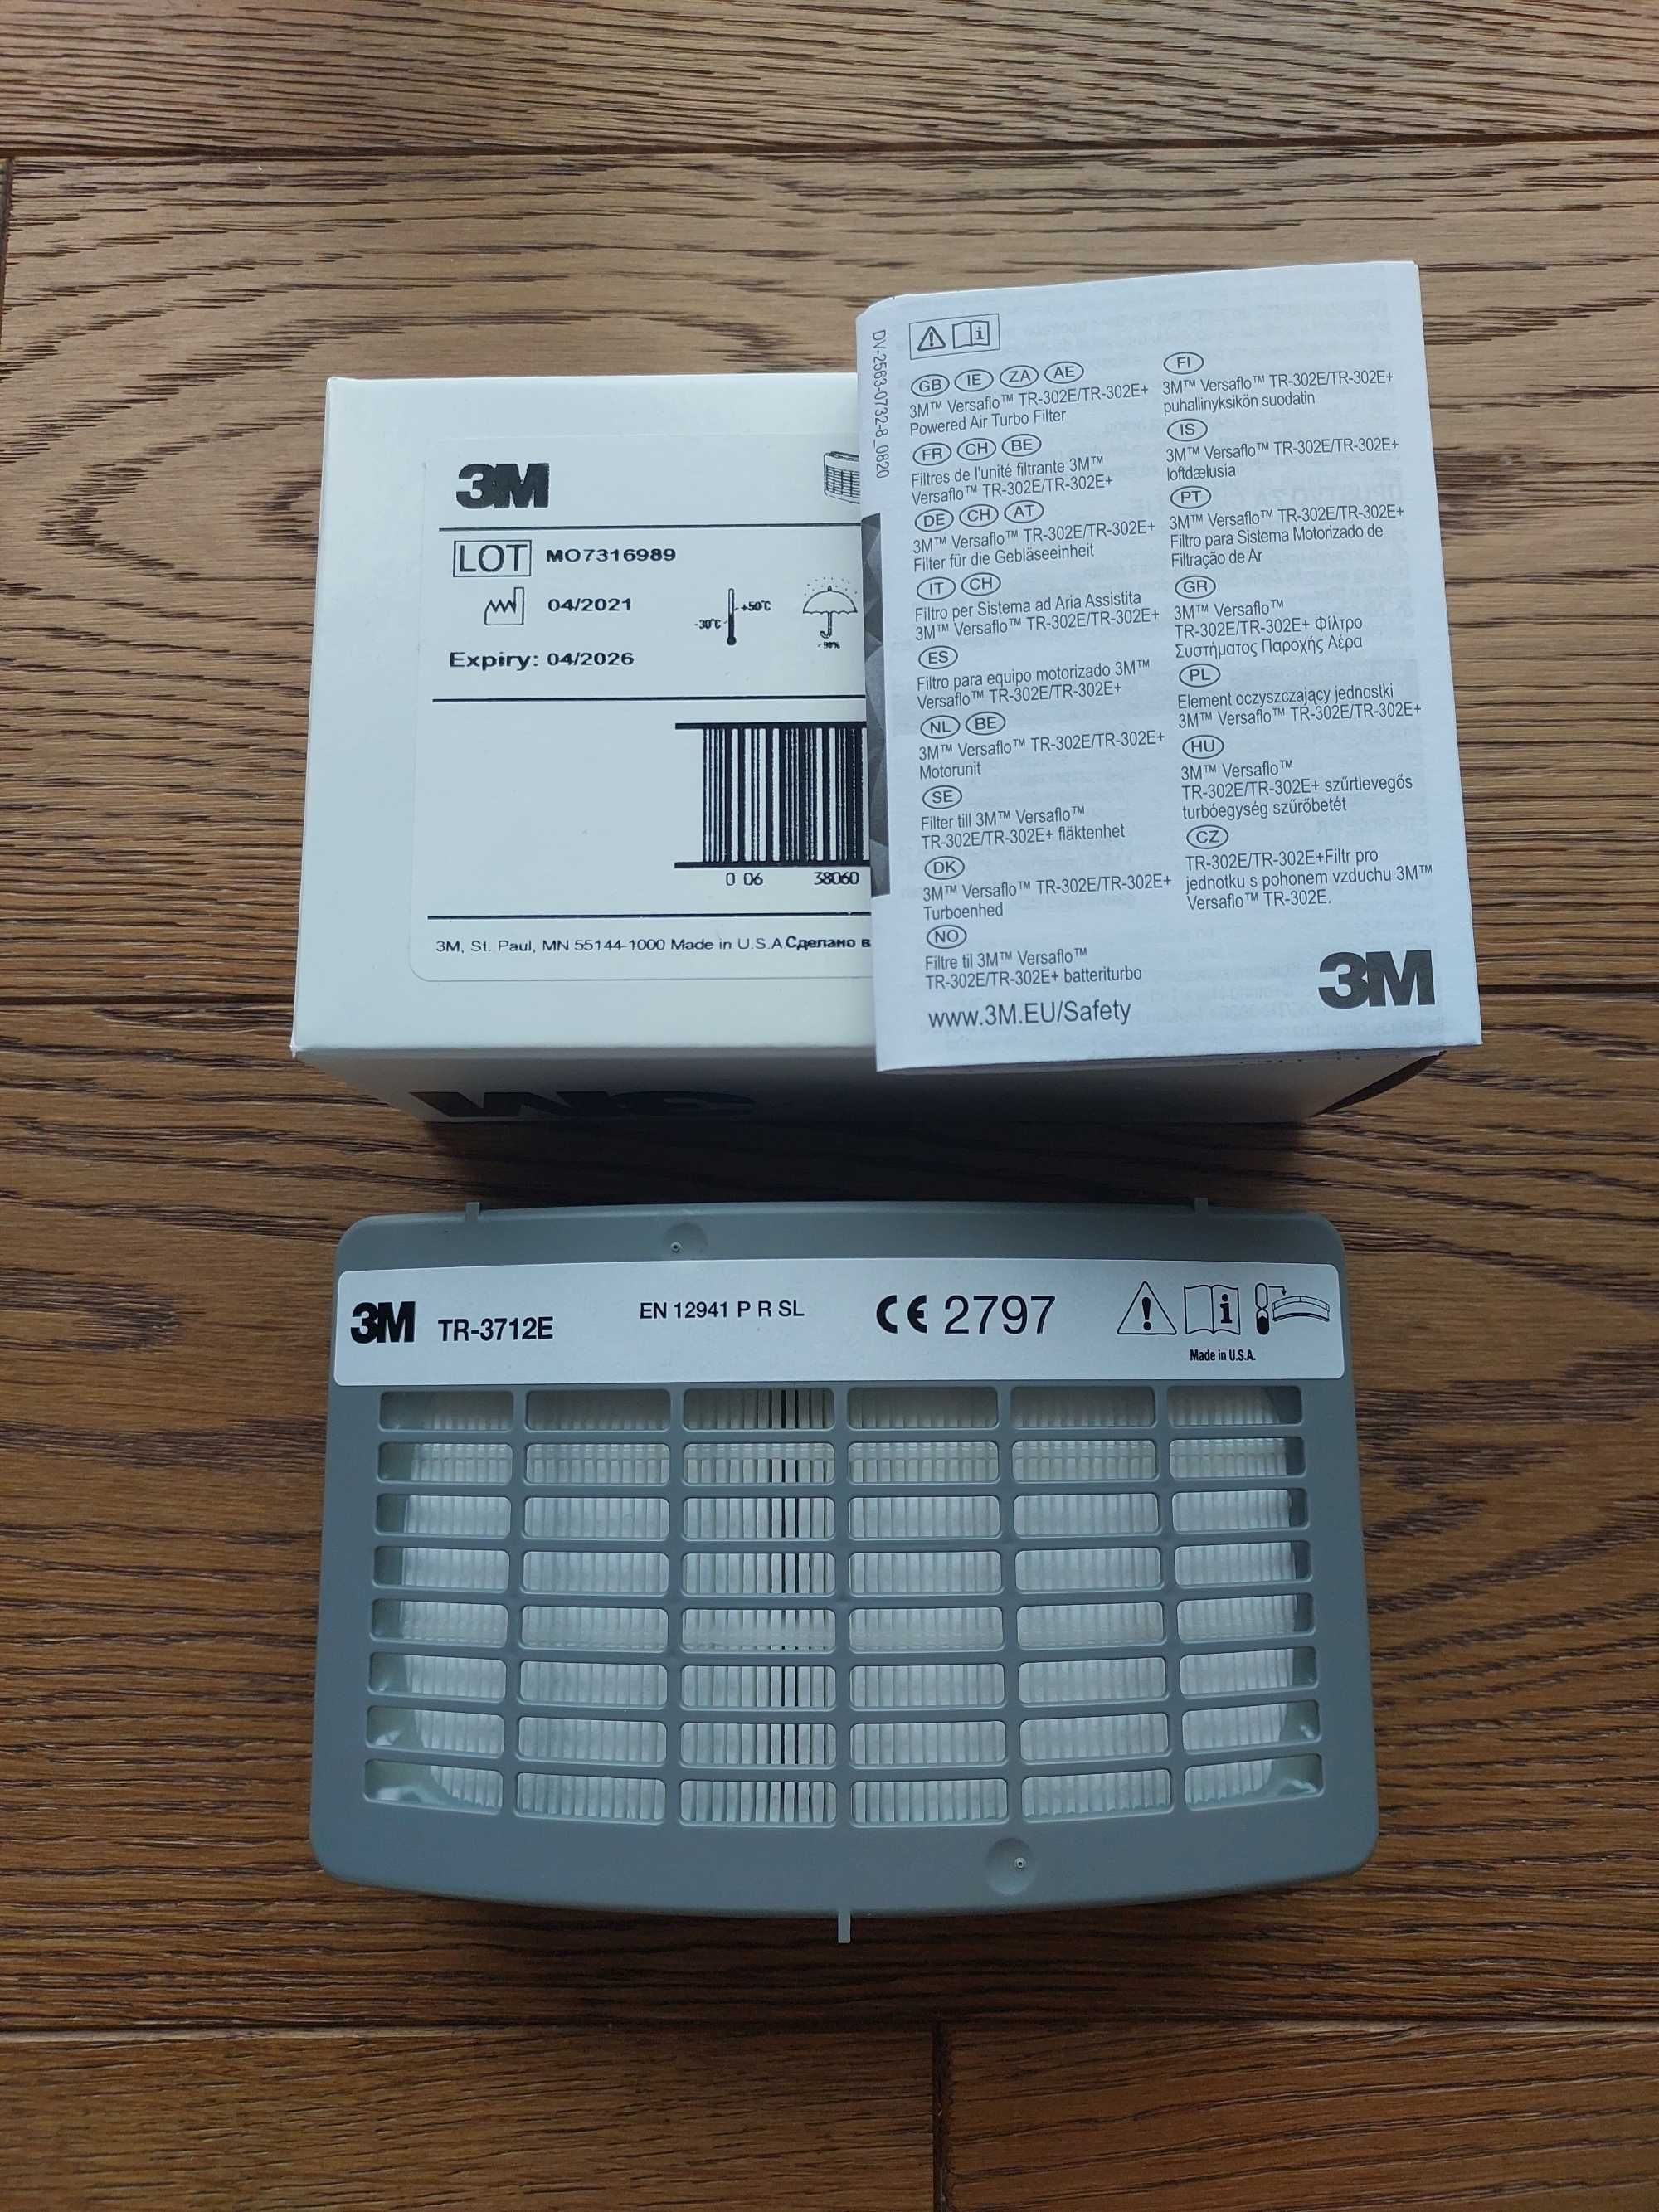 3M
LOT MO7316989
04/2021
-30°C
+50°C
Expiry: 04/2026
0 06
38060
3M, St. Paul, MN 55144-1000 Made in U.S.A
Сделано в
DV-2563-0732-8_0820
GB IE ZA AE
3M™ Versaflo™ TR-302E/TR-302E+
Powered Air Turbo Filter
FR CH BE
Filtres de l'unité filtrante 3M™
Versaflo™ TR-302E/TR-302E+
DE CH AT
3M™ Versaflo™ TR-302E/TR-302E+
Filter für die Gebläseeinheit
IT CH
Filtro per Sistema ad Aria Assistita
3M™ Versaflo™ TR-302E/TR-302E+
ES
Filtro para equipo motorizado 3M™
Versaflo™ TR-302E/TR-302E+
NL BE
3M™ Versaflo™ TR-302E/TR-302E+
Motorunit
SE
Filter till 3M™ Versaflo™
TR-302E/TR-302E+ fläktenhet
DK
3M™ Versaflo™ TR-302E/TR-302E+
Turboenhed
NO
Filtre til 3M™ Versaflo™
TR-302E/TR-302E+ batteriturbo
www.3M.EU/Safety
FI
3M™ Versaflo™ TR-302E/TR-302E+
puhallinyksikön suodatin
IS
3M™ Versaflo™ TR-302E/TR-302E+
loftdælusia
PT
3M™ Versaflo™ TR-302E/TR-302E+
Filtro para Sistema Motorizado de
Filtração de Ar
GR
3M™ Versaflo™
TR-302E/TR-302E+ Φίλτρο
Συστήματος Παροχής Αέρα
PL
Element oczyszczający jednostki
3M™ Versaflo™ TR-302E/TR-302E+
HU
3M™ Versaflo™
TR-302E/TR-302E+ szűrtlevegős
turbóegység szűrőbetét
CZ
TR-302E/TR-302E+Filtr pro
jednotku s pohonem vzduchu 3M™
Versaflo™ TR-302E.
3M
3M
3M TR-3712E
EN 12941 P R SL
CE 2797
Made in U.S.A.